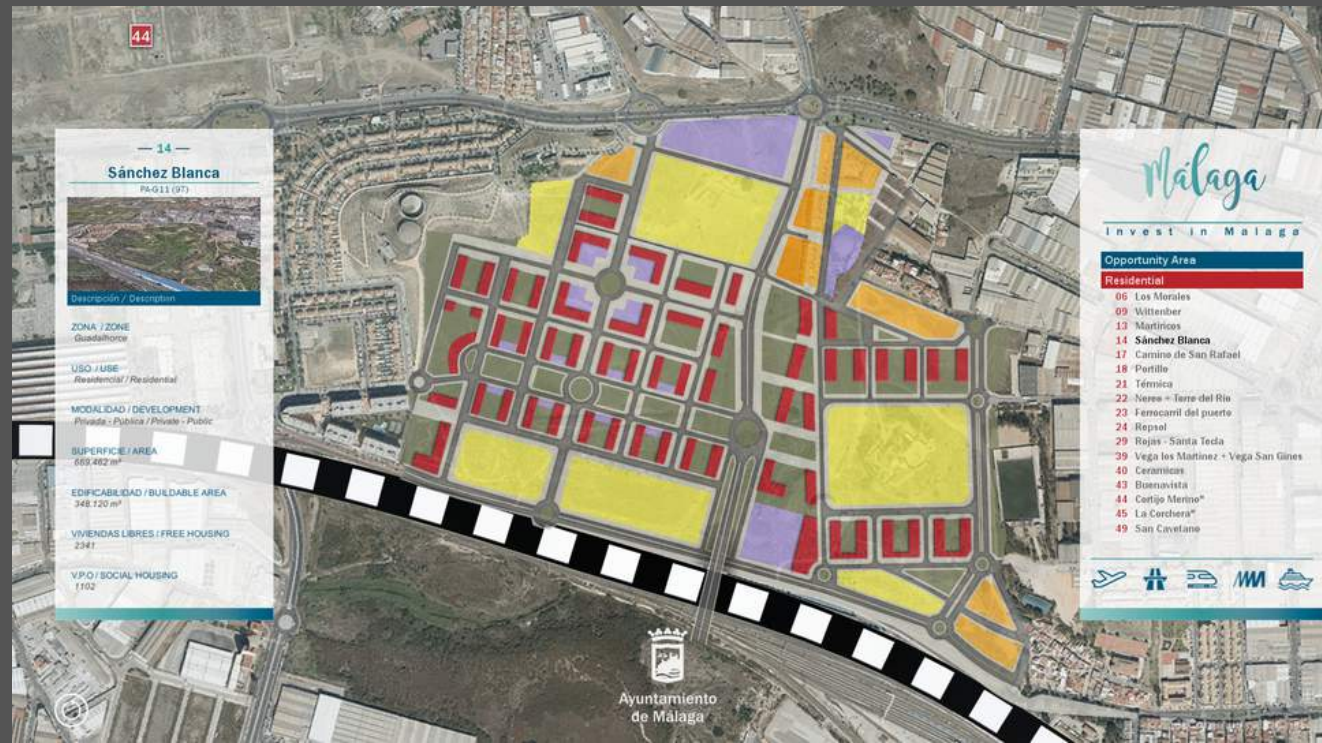 44
— 14 —
Sánchez Blanca
PA-G11 (97)
Descripción / Description
ZONA / ZONE
Guadalhorce
USO / USE
Residencial / Residential
MODALIDAD / DEVELOPMENT
Privada - Pública / Private - Public
SUPERFICIE / AREA
669.462 m²
EDIFICABILIDAD / BUILDABLE AREA
348.120 m²
VIVIENDAS LIBRES / FREE HOUSING
2341
V.P.O / SOCIAL HOUSING
1102
Málaga
Invest in Malaga
Opportunity Area
Residential
06 Los Morales
09 Wittenber
13 Martiricos
14 Sánchez Blanca
17 Camino de San Rafael
18 Portillo
21 Térmica
22 Nereo + Torre del Río
23 Ferrocarril del puerto
24 Repsol
29 Rojas - Santa Tecla
39 Vega los Martinez + Vega San Gines
40 Ceramicas
43 Buenavista
44 Cortijo Merino*
45 La Corchera*
49 San Cayetano
Ayuntamiento
de Málaga